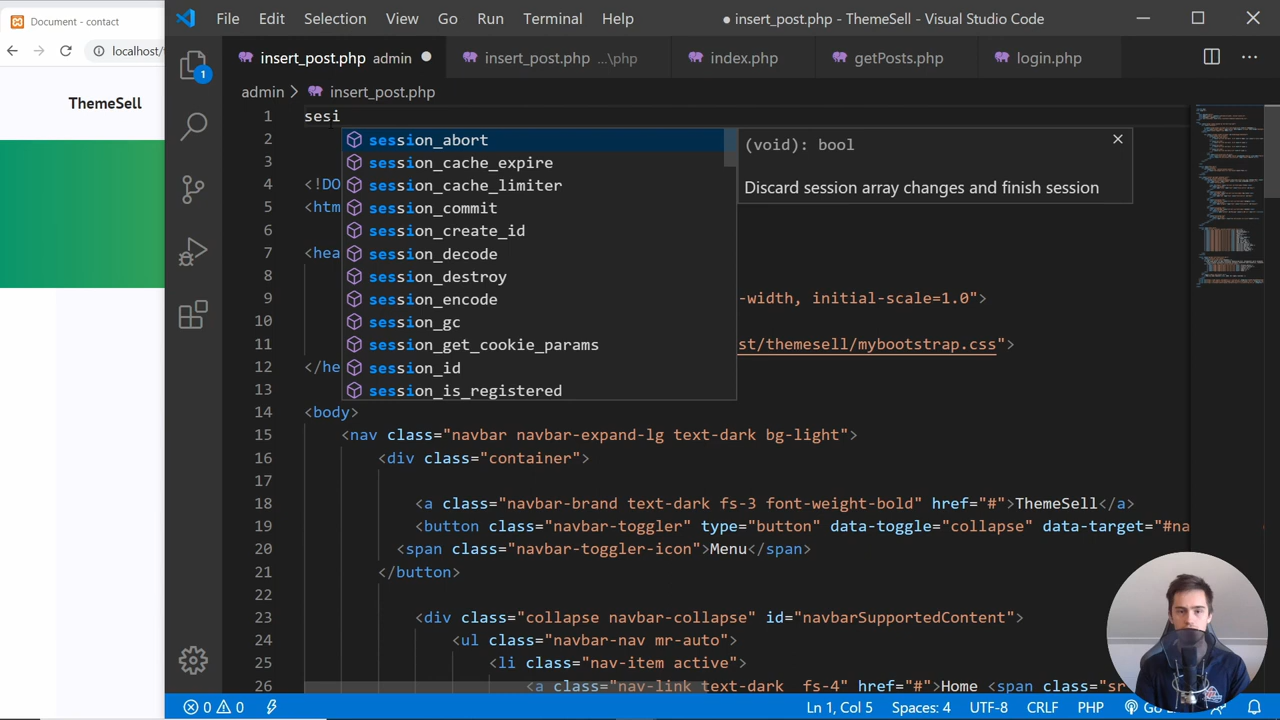 Document - contact
localhost/
ThemeSell
File Edit Selection View Go Run Terminal Help
● insert_post.php - ThemeSell - Visual Studio Code
insert_post.php admin
insert_post.php ...\php
index.php
getPosts.php
login.php
admin > insert_post.php
1
1 sesi
2
3
4 <!DO
5 <htm
6
7 <hea
8
9 -width, initial-scale=1.0">
10
11 st/themesell/mybootstrap.css">
12 </he
13
14 <body>
15 <nav class="navbar navbar-expand-lg text-dark bg-light">
16 <div class="container">
17
18 <a class="navbar-brand text-dark fs-3 font-weight-bold" href="#">ThemeSell</a>
19 <button class="navbar-toggler" type="button" data-toggle="collapse" data-target="#na
20 <span class="navbar-toggler-icon">Menu</span>
21 </button>
22
23 <div class="collapse navbar-collapse" id="navbarSupportedContent">
24 <ul class="navbar-nav mr-auto">
25 <li class="nav-item active">
26 <a class="nav-link text-dark fs-4" href="#">Home <span class="sr
session_abort
session_cache_expire
session_cache_limiter
session_commit
session_create_id
session_decode
session_destroy
session_encode
session_gc
session_get_cookie_params
session_id
session_is_registered
(void): bool
Discard session array changes and finish session
0 0 Ln 1, Col 5 Spaces: 4 UTF-8 CRLF PHP Go